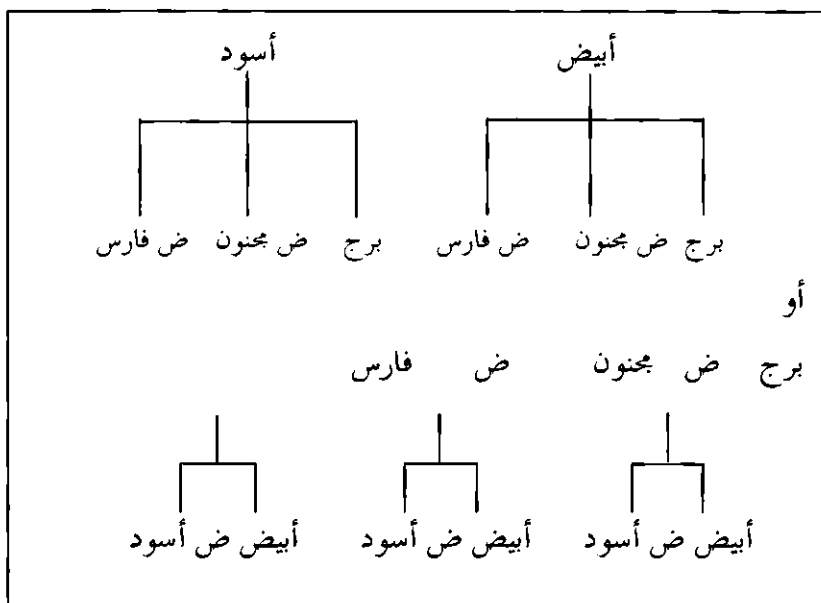 أبيض أسود
برج ض مجنون ض فارس برج ض مجنون ض فارس
أو
برج ض مجنون ض فارس
أبيض ض أسود أبيض ض أسود أبيض ض أسود